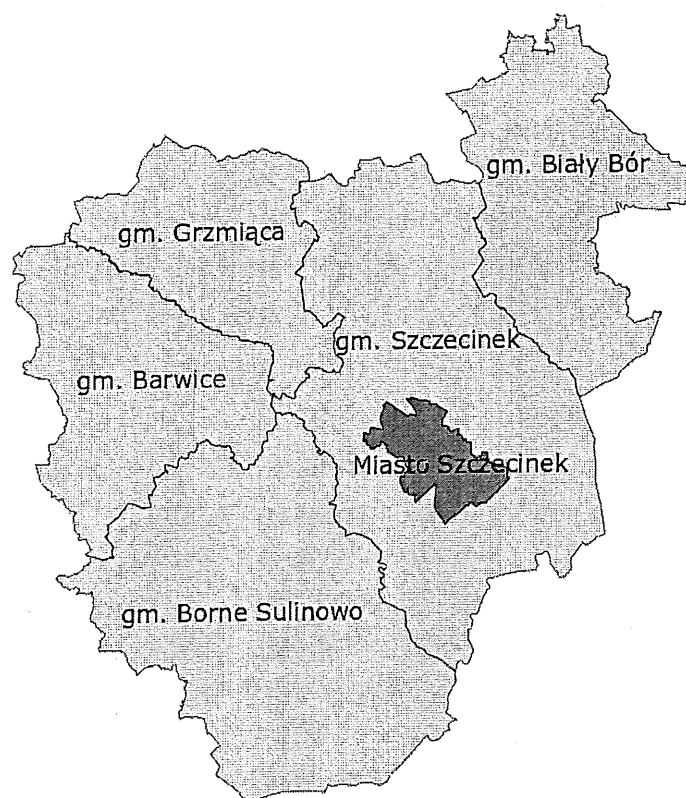 gm. Biały Bór
gm. Grzmiąca
gm. Szczecinek
gm. Barwice
Miasto Szczecinek
gm. Borne Sulinowo